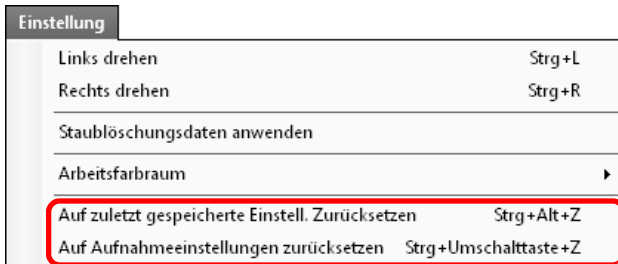 Einstellung
Links drehen Strg+L
Rechts drehen Strg+R
Staublöschungsdaten anwenden
Arbeitsfarbraum
Auf zuletzt gespeicherte Einstell. Zurücksetzen Strg+Alt+Z
Auf Aufnahmeeinstellungen zurücksetzen Strg+Umschalttaste+Z